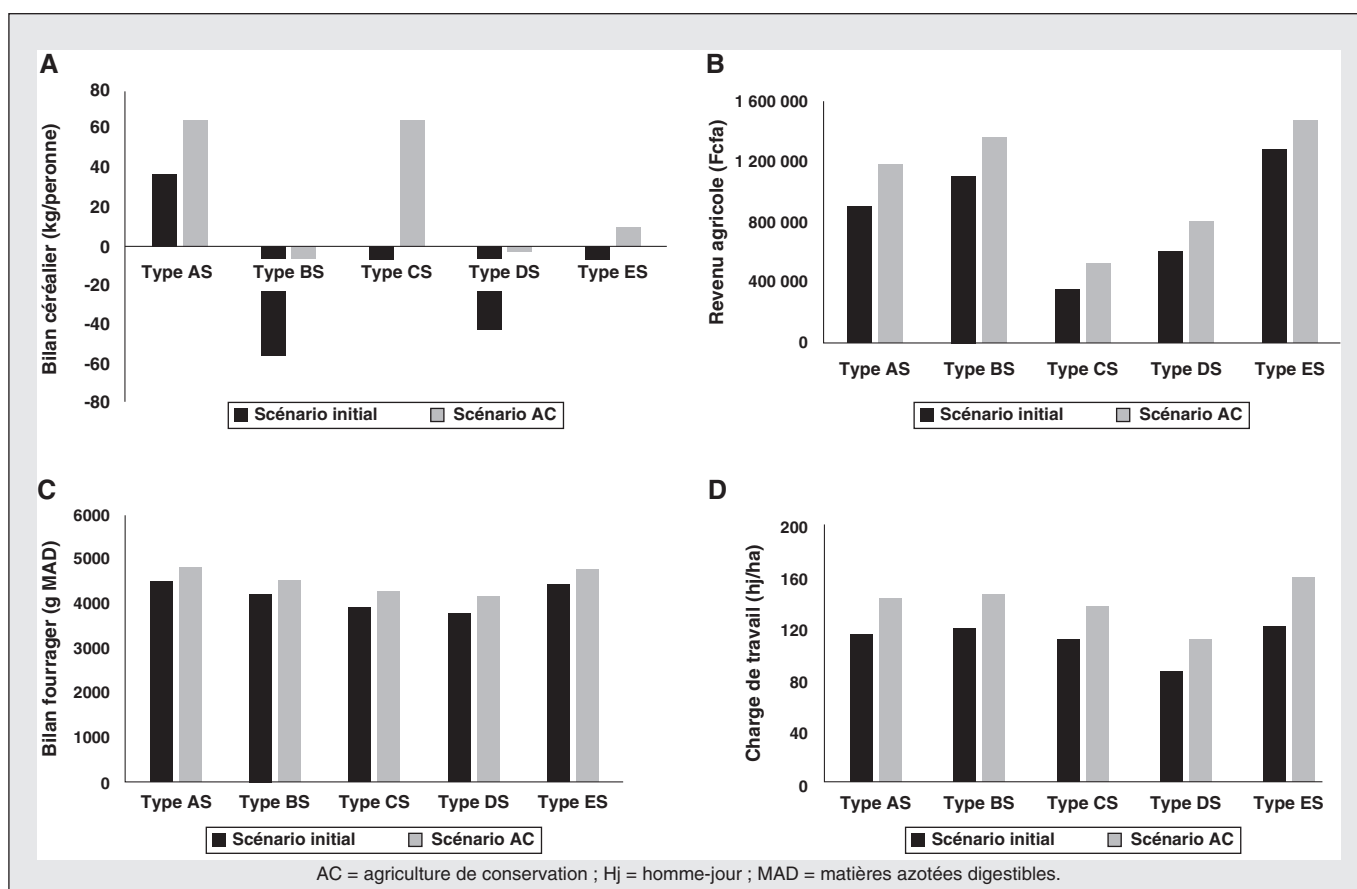 A
Bilan céréalier (kg/peronne)
80
60
40
20
0
-20
-40
-60
-80
Type AS Type BS Type CS Type DS Type ES
Scénario initial Scénario AC
B
Revenu agricole (Fcfa)
1 600 000
1 200 000
800 000
400 000
0
Type AS Type BS Type CS Type DS Type ES
Scénario initial Scénario AC
C
Bilan fourrager (g MAD)
6000
5000
4000
3000
2000
1000
0
Type AS Type BS Type CS Type DS Type ES
Scénario initial Scénario AC
D
Charge de travail (hj/ha)
200
160
120
80
40
0
Type AS Type BS Type CS Type DS Type ES
Scénario initial Scénario AC
AC = agriculture de conservation ; Hj = homme-jour ; MAD = matières azotées digestibles.